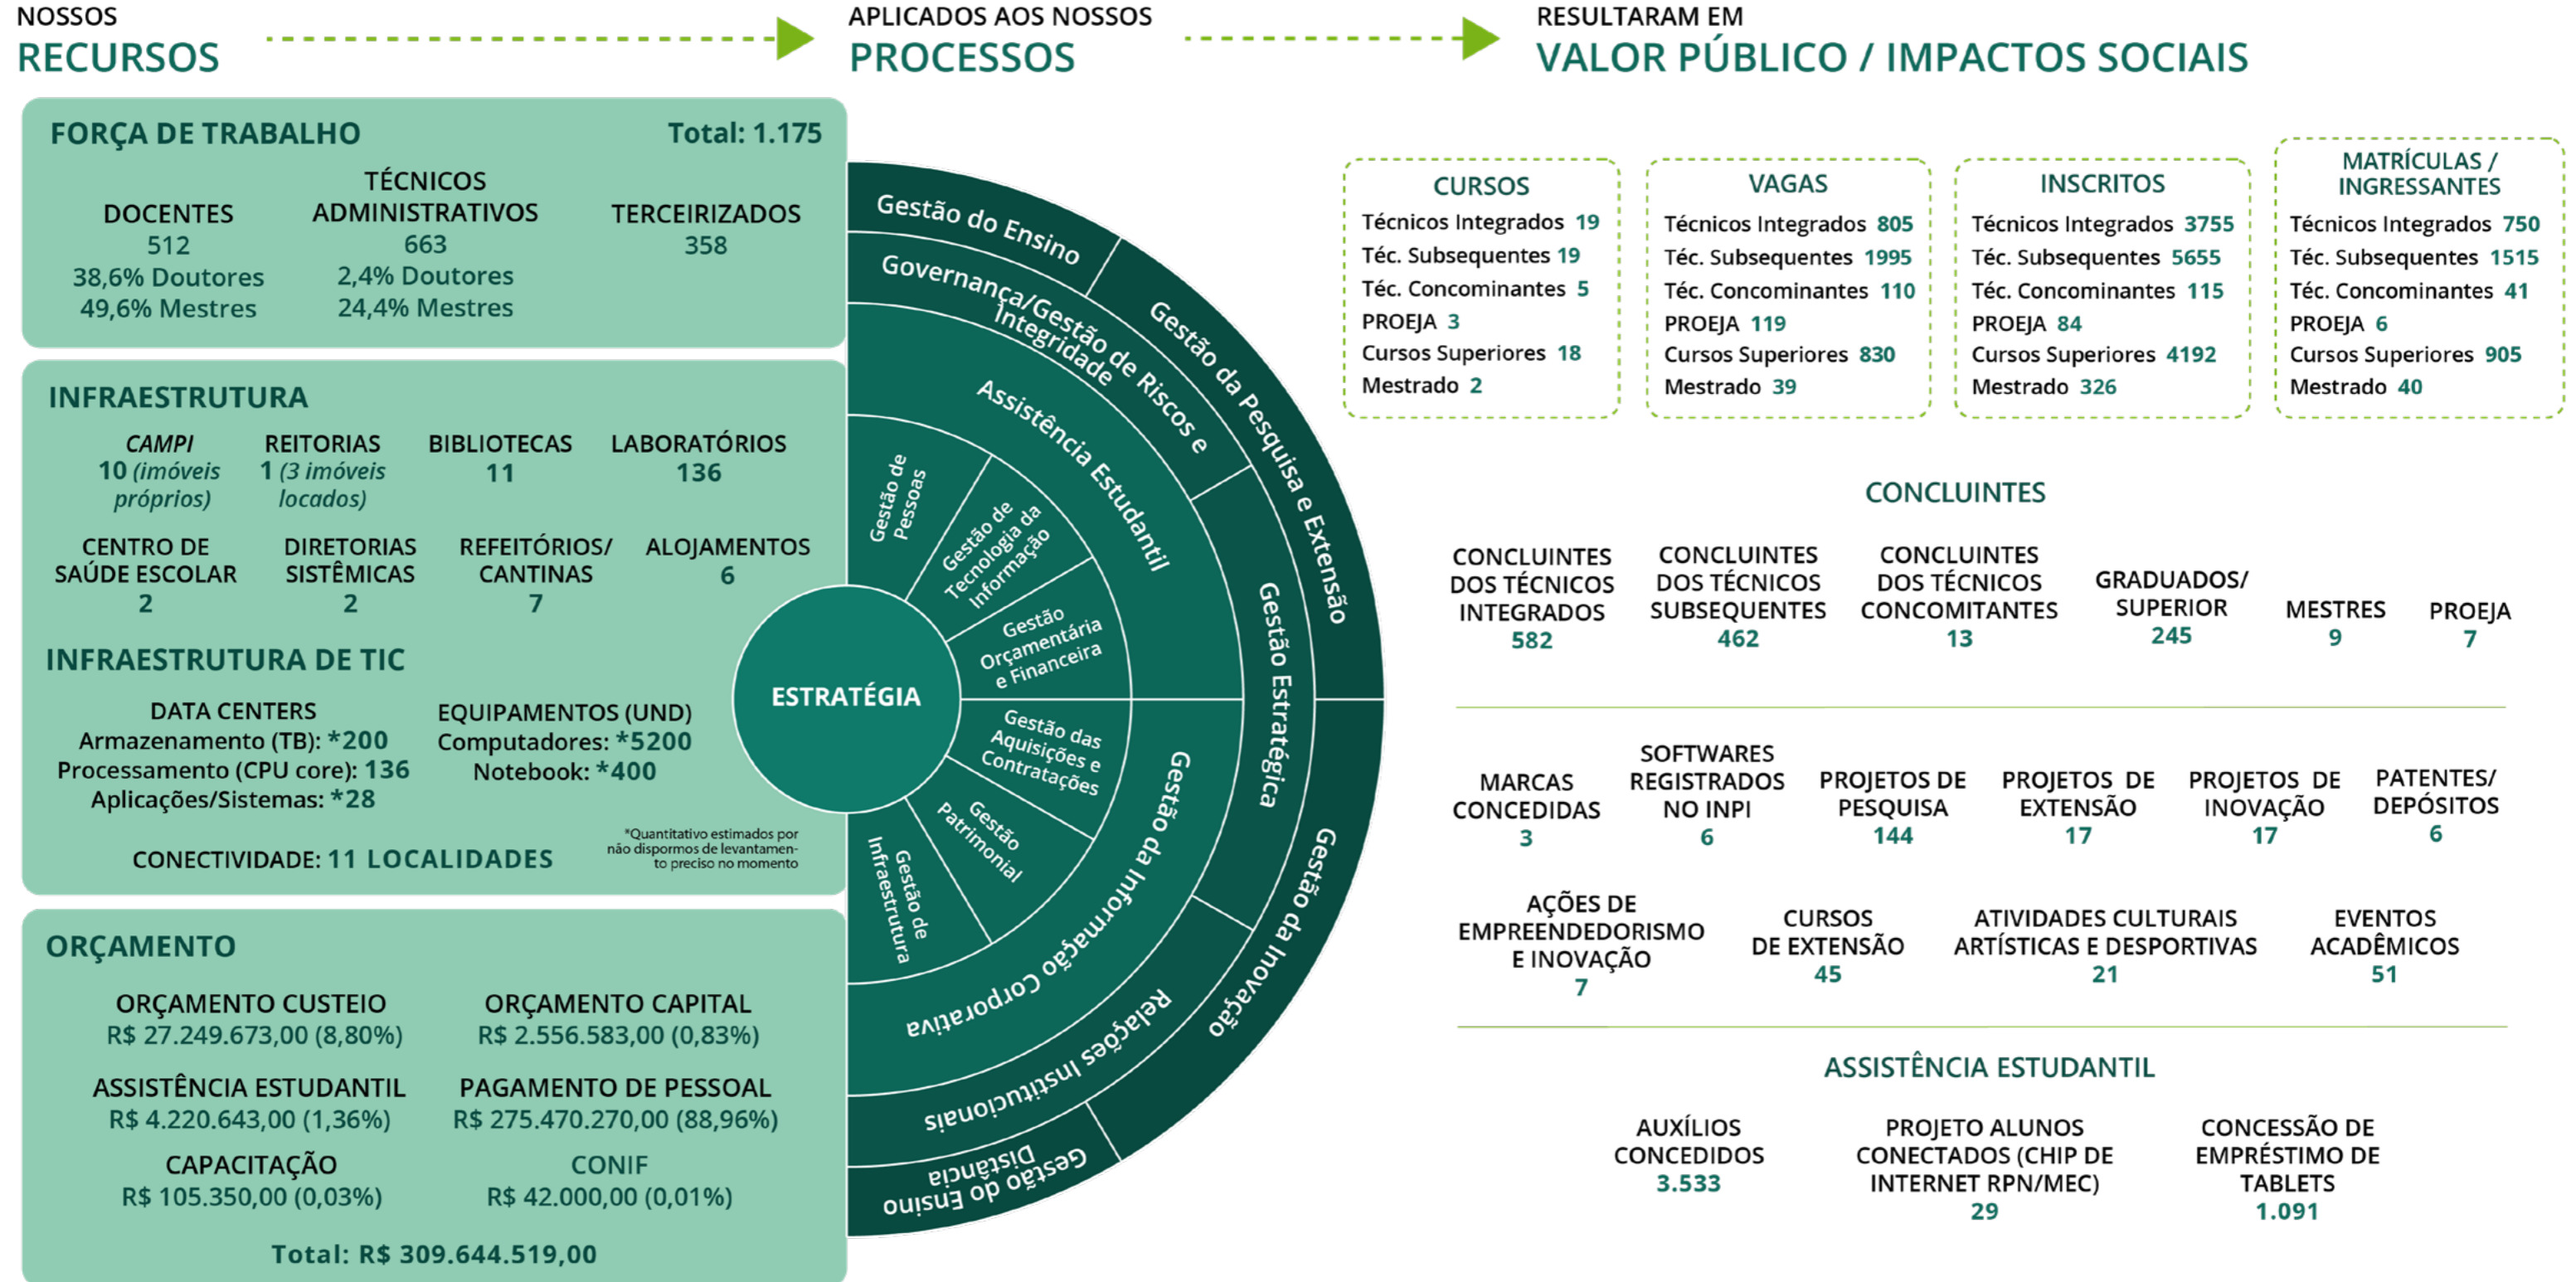 NOSSOS
RECURSOS
APLICADOS AOS NOSSOS
PROCESSOS
RESULTARAM EM
VALOR PÚBLICO / IMPACTOS SOCIAIS
FORÇA DE TRABALHO
Total: 1.175
DOCENTES
512
38,6% Doutores
49,6% Mestres
TÉCNICOS
ADMINISTRATIVOS
663
2,4% Doutores
24,4% Mestres
TERCEIRIZADOS
358
INFRAESTRUTURA
CAMPI
10 (imóveis
próprios)
REITORIAS
1 (3 imóveis
locados)
BIBLIOTECAS
11
LABORATÓRIOS
136
CENTRO DE
SAÚDE ESCOLAR
2
DIRETORIAS
SISTÊMICAS
2
REFEITÓRIOS/
CANTINAS
7
ALOJAMENTOS
6
INFRAESTRUTURA DE TIC
DATA CENTERS
Armazenamento (TB): *200
Processamento (CPU core): 136
Aplicações/Sistemas: *28
EQUIPAMENTOS (UND)
Computadores: *5200
Notebook: *400
CONECTIVIDADE: 11 LOCALIDADES
*Quantitativo estimados por
não dispormos de levantamen-
to preciso no momento
ORÇAMENTO
ORÇAMENTO CUSTEIO
R$ 27.249.673,00 (8,80%)
ORÇAMENTO CAPITAL
R$ 2.556.583,00 (0,83%)
ASSISTÊNCIA ESTUDANTIL
R$ 4.220.643,00 (1,36%)
PAGAMENTO DE PESSOAL
R$ 275.470.270,00 (88,96%)
CAPACITAÇÃO
R$ 105.350,00 (0,03%)
CONIF
R$ 42.000,00 (0,01%)
Total: R$ 309.644.519,00
ESTRATÉGIA
Gestão do Ensino
Gestão da Pesquisa e Extensão
Gestão da Inovação
Gestão do Ensino
Distância
Governança/Gestão de Riscos e
Integridade
Gestão Estratégica
Relações Institucionais
Assistência Estudantil
Gestão da Informação Corporativa
Gestão de
Pessoas
Gestão de
Tecnologia da
Informação
Gestão
Orçamentária
e Financeira
Gestão das
Aquisições e
Contratações
Gestão
Patrimonial
Gestão de
Infraestrutura
CURSOS
Técnicos Integrados 19
Téc. Subsequentes 19
Téc. Concominantes 5
PROEJA 3
Cursos Superiores 18
Mestrado 2
VAGAS
Técnicos Integrados 805
Téc. Subsequentes 1995
Téc. Concominantes 110
PROEJA 119
Cursos Superiores 830
Mestrado 39
INSCRITOS
Técnicos Integrados 3755
Téc. Subsequentes 5655
Téc. Concominantes 115
PROEJA 84
Cursos Superiores 4192
Mestrado 326
MATRÍCULAS /
INGRESSANTES
Técnicos Integrados 750
Téc. Subsequentes 1515
Téc. Concominantes 41
PROEJA 6
Cursos Superiores 905
Mestrado 40
CONCLUINTES
CONCLUINTES
DOS TÉCNICOS
INTEGRADOS
582
CONCLUINTES
DOS TÉCNICOS
SUBSEQUENTES
462
CONCLUINTES
DOS TÉCNICOS
CONCOMITANTES
13
GRADUADOS/
SUPERIOR
245
MESTRES
9
PROEJA
7
MARCAS
CONCEDIDAS
3
SOFTWARES
REGISTRADOS
NO INPI
6
PROJETOS DE
PESQUISA
144
PROJETOS DE
EXTENSÃO
17
PROJETOS DE
INOVAÇÃO
17
PATENTES/
DEPÓSITOS
6
AÇÕES DE
EMPREENDEDORISMO
E INOVAÇÃO
7
CURSOS
DE EXTENSÃO
45
ATIVIDADES CULTURAIS
ARTÍSTICAS E DESPORTIVAS
21
EVENTOS
ACADÊMICOS
51
ASSISTÊNCIA ESTUDANTIL
AUXÍLIOS
CONCEDIDOS
3.533
PROJETO ALUNOS
CONECTADOS (CHIP DE
INTERNET RPN/MEC)
29
CONCESSÃO DE
EMPRÉSTIMO DE
TABLETS
1.091